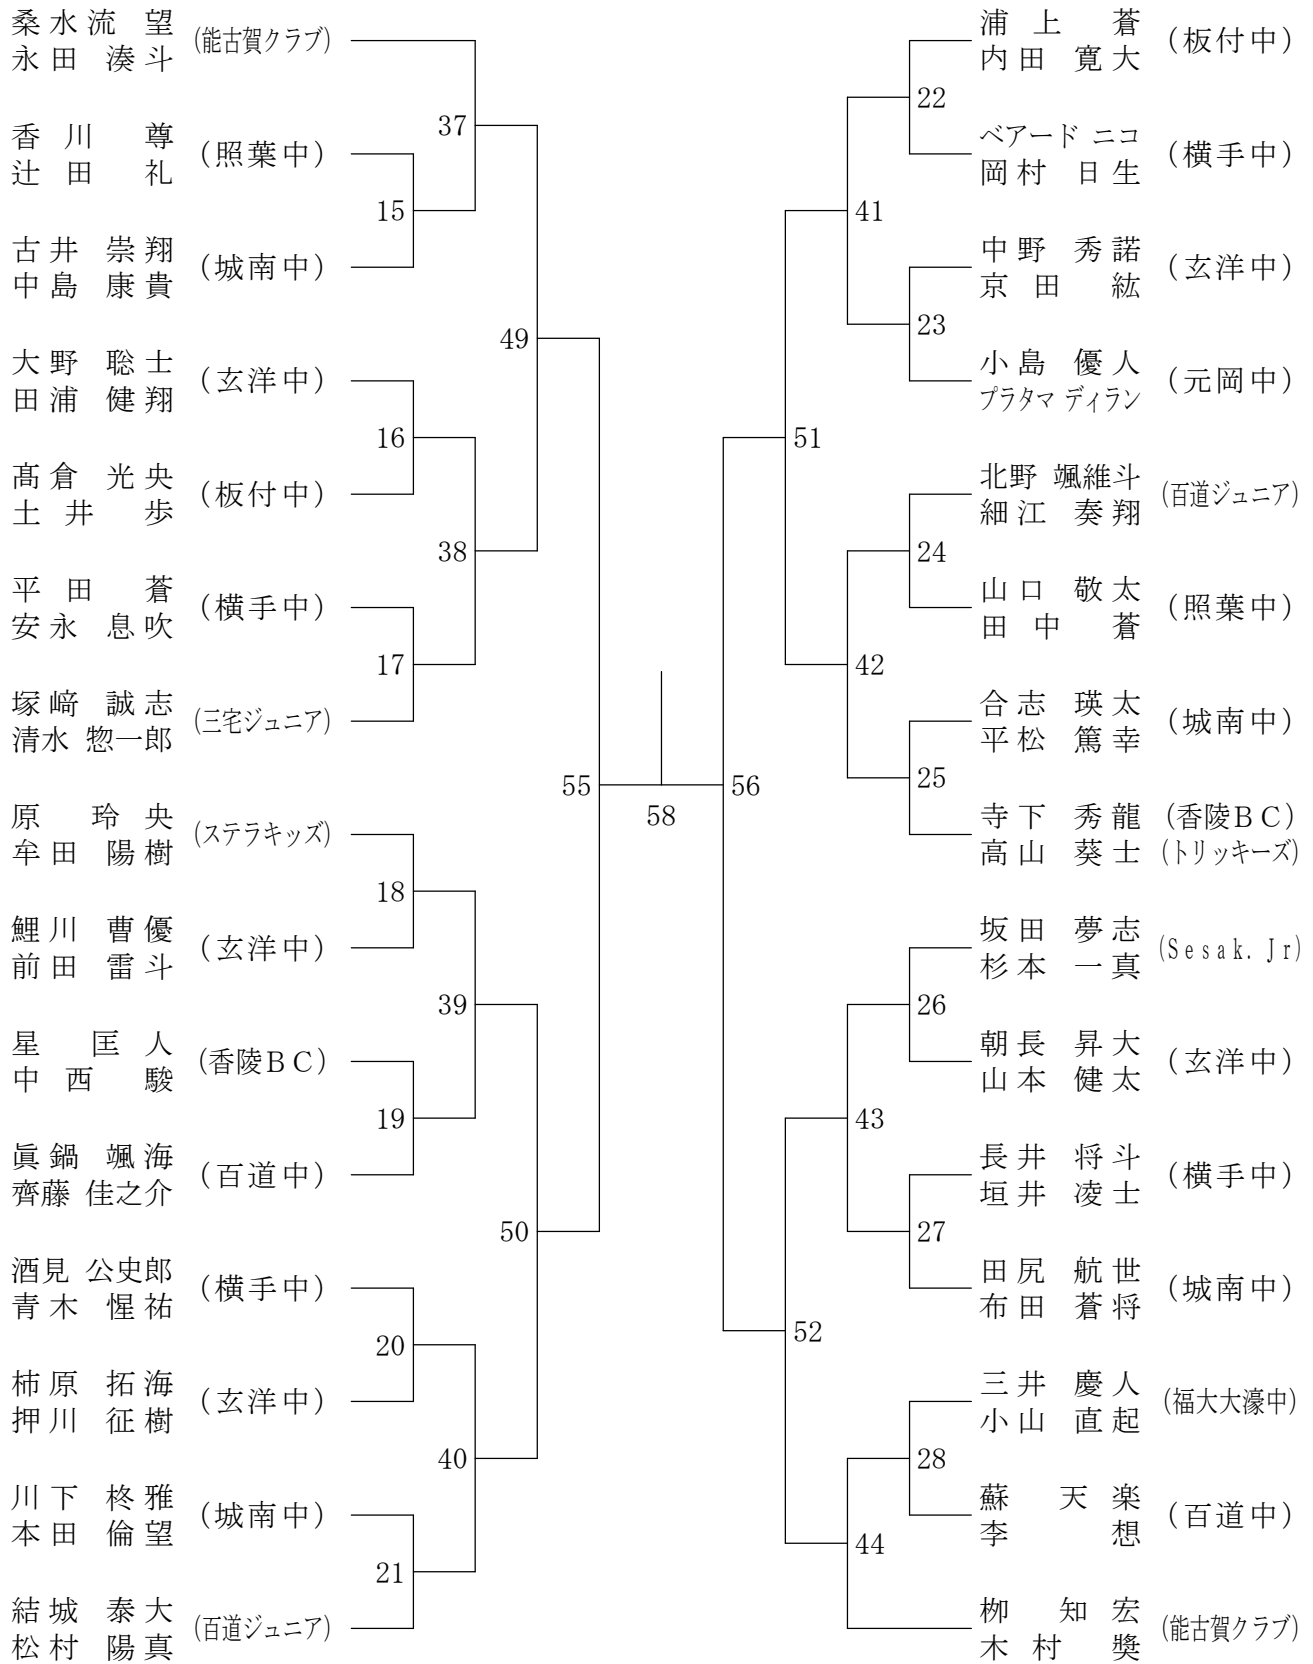 桑水流 望
永田 湊斗
(能古賀クラブ)
香川 尊
辻田 礼
(照葉中)
古井 崇翔
中島 康貴
(城南中)
大野 聡士
田浦 健翔
(玄洋中)
髙倉 光央
土井 歩
(板付中)
平田 蒼
安永 息吹
(横手中)
塚﨑 誠志
清水 惣一郎
(三宅ジュニア)
原 玲央
牟田 陽樹
(ステラキッズ)
鯉川 曹優
前田 雷斗
(玄洋中)
星 匡人
中西 駿
(香陵BC)
眞鍋 颯海
齊藤 佳之介
(百道中)
酒見 公史郎
青木 惺祐
(横手中)
柿原 拓海
押川 征樹
(玄洋中)
川下 柊雅
本田 倫望
(城南中)
結城 泰大
松村 陽真
(百道ジュニア)
37
15
49
16
38
17
55
18
39
19
50
20
40
21
58
56
22
41
23
51
24
42
25
26
43
27
52
28
44
浦上 蒼
内田 寛大
(板付中)
ベアード ニコ
岡村 日生
(横手中)
中野 秀諾
京田 紘
(玄洋中)
小島 優人
プラタマ ディラン
(元岡中)
北野 颯維斗
細江 奏翔
(百道ジュニア)
山口 敬太
田中 蒼
(照葉中)
合志 瑛太
平松 篤幸
(城南中)
寺下 秀龍 (香陵BC)
高山 葵士 (トリッキーズ)
坂田 夢志
杉本 一真
(Sesak. Jr)
朝長 昇大
山本 健太
(玄洋中)
長井 将斗
垣井 凌士
(横手中)
田尻 航世
布田 蒼将
(城南中)
三井 慶人
小山 直起
(福大大濠中)
蘇 天楽
李 想
(百道中)
栁 知宏
木村 奬
(能古賀クラブ)